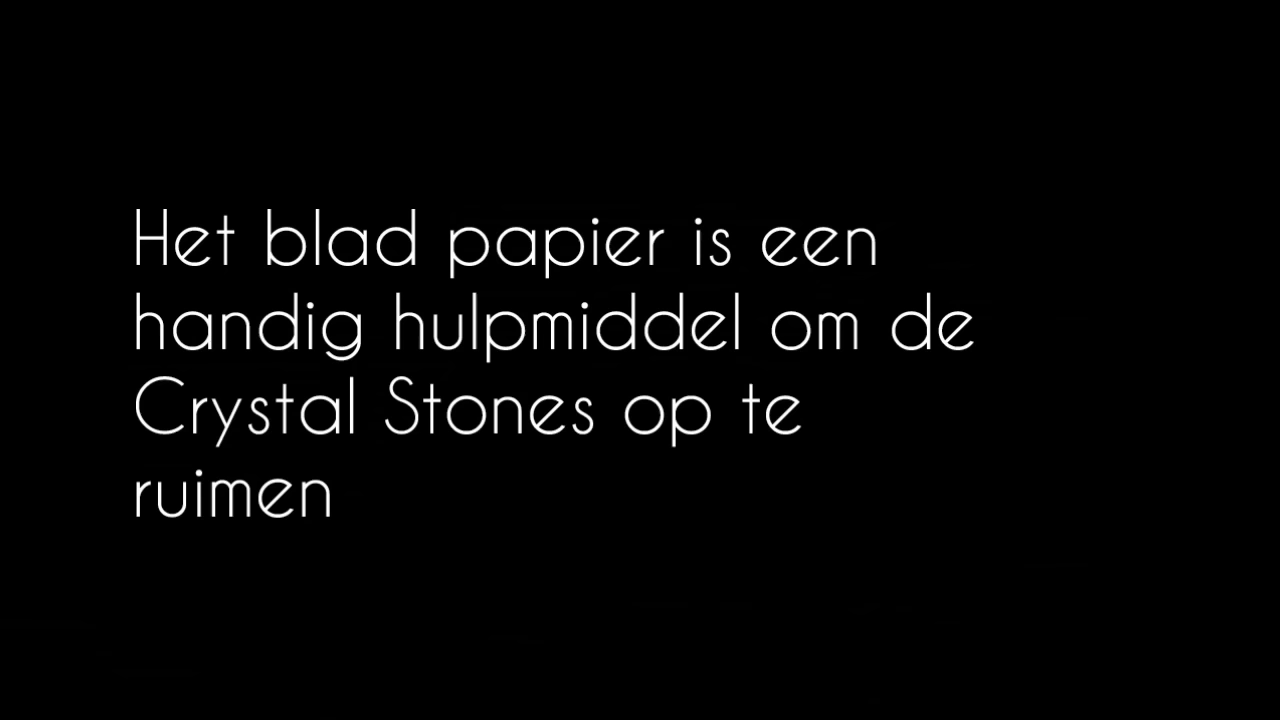 Het blad papier is een
handig hulpmiddel om de
Crystal Stones op te
ruimen